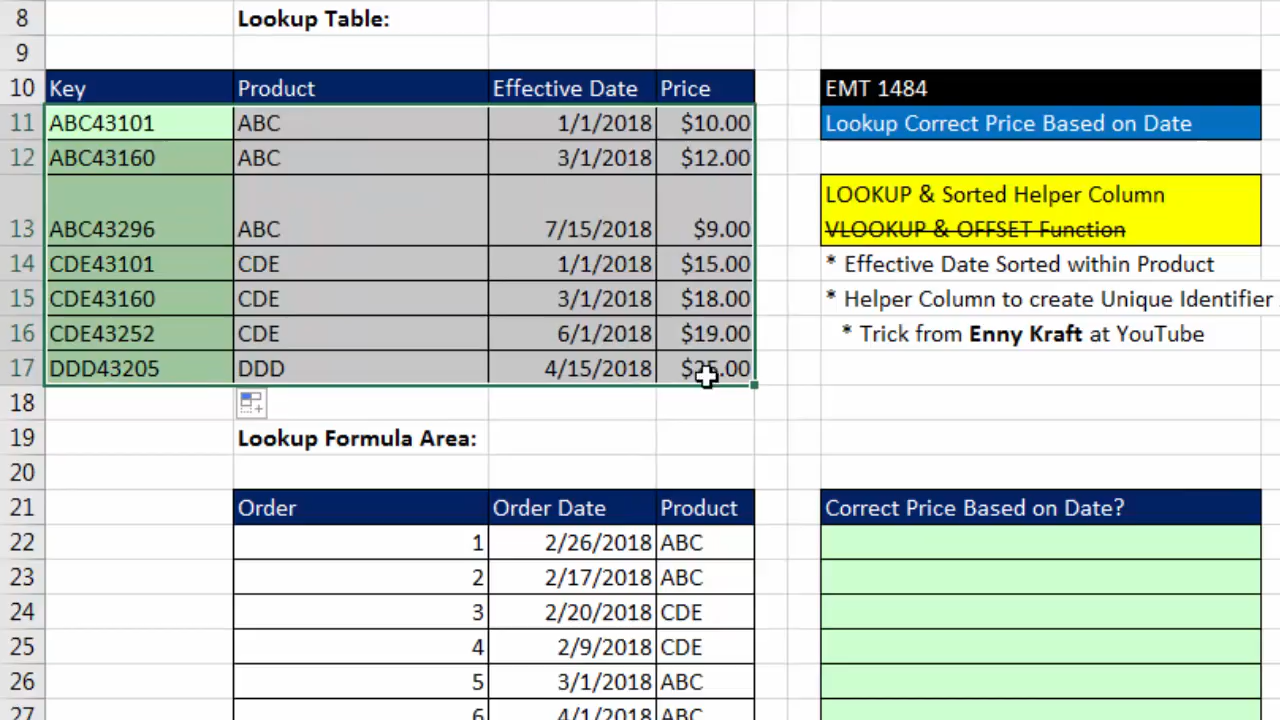 8 Lookup Table:
9
10 Key Product Effective Date Price EMT 1484
11 ABC43101 ABC 1/1/2018 $10.00 Lookup Correct Price Based on Date
12 ABC43160 ABC 3/1/2018 $12.00
LOOKUP & Sorted Helper Column
13 ABC43296 ABC 7/15/2018 $9.00 VLOOKUP & OFFSET Function
14 CDE43101 CDE 1/1/2018 $15.00 * Effective Date Sorted within Product
15 CDE43160 CDE 3/1/2018 $18.00 * Helper Column to create Unique Identifier
16 CDE43252 CDE 6/1/2018 $19.00 * Trick from Enny Kraft at YouTube
17 DDD43205 DDD 4/15/2018
18
19 Lookup Formula Area:
20
21 Order Order Date Product Correct Price Based on Date?
22 1 2/26/2018 ABC
23 2 2/17/2018 ABC
24 3 2/20/2018 CDE
25 4 2/9/2018 CDE
26 5 3/1/2018 ABC
27 6 4/1/2018 ABC